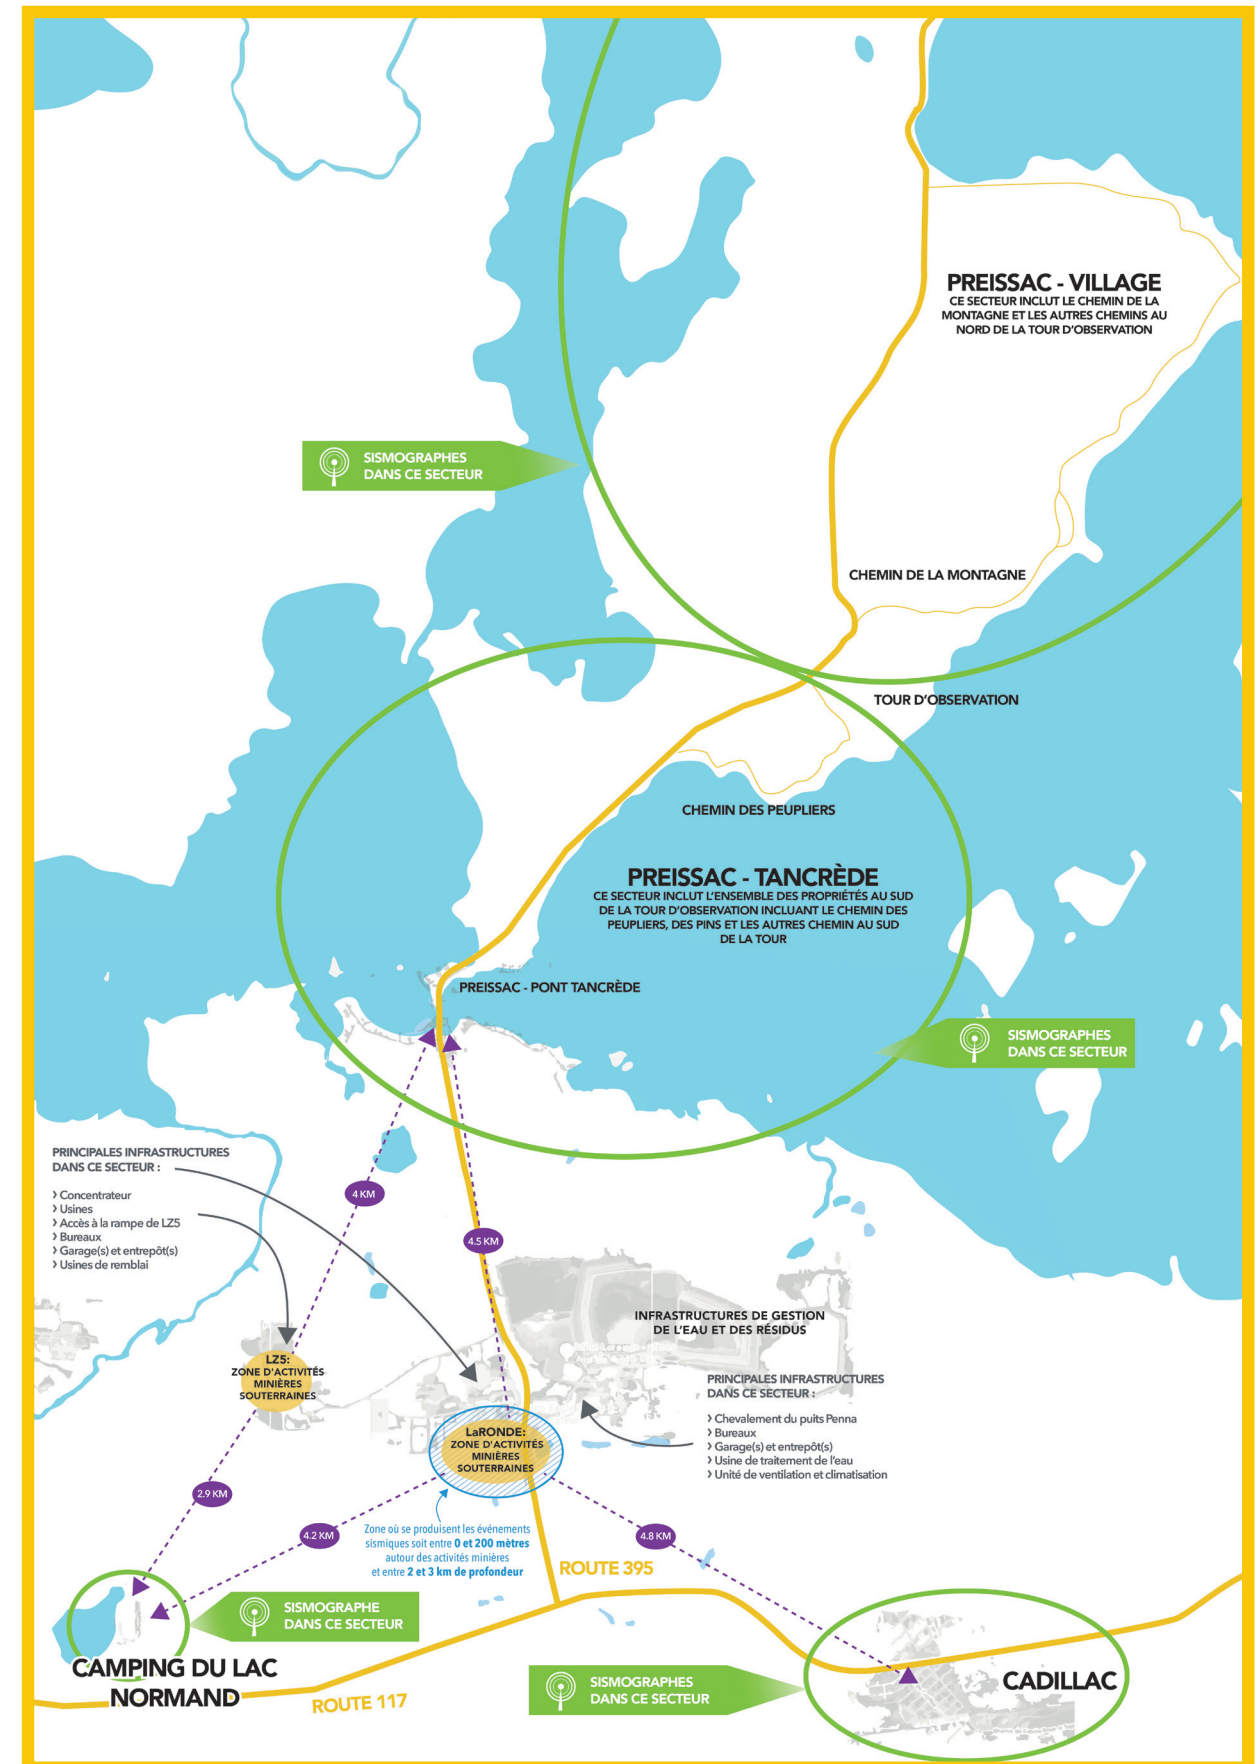 PREISSAC - VILLAGE
CE SECTEUR INCLUT LE CHEMIN DE LA
MONTAGNE ET LES AUTRES CHEMINS AU
NORD DE LA TOUR D'OBSERVATION
SISMOGRAPHES
DANS CE SECTEUR
CHEMIN DE LA MONTAGNE
TOUR D'OBSERVATION
CHEMIN DES PEUPLIERS
PREISSAC - TANCRÈDE
CE SECTEUR INCLUT L'ENSEMBLE DES PROPRIÉTÉS AU SUD
DE LA TOUR D'OBSERVATION INCLUANT LE CHEMIN DES
PEUPLIERS, DES PINS ET LES AUTRES CHEMIN AU SUD
DE LA TOUR
PREISSAC - PONT TANCRÈDE
SISMOGRAPHES
DANS CE SECTEUR
PRINCIPALES INFRASTRUCTURES
DANS CE SECTEUR :
› Concentrateur
› Usines
› Accès à la rampe de LZ5
› Bureaux
› Garage(s) et entrepôt(s)
› Usines de remblai
4 KM
4.5 KM
INFRASTRUCTURES DE GESTION
DE L'EAU ET DES RÉSIDUS
LZ5:
ZONE D'ACTIVITÉS
MINIÈRES
SOUTERRAINES
PRINCIPALES INFRASTRUCTURES
DANS CE SECTEUR :
› Chevalement du puits Penna
› Bureaux
› Garage(s) et entrepôt(s)
› Usine de traitement de l'eau
› Unité de ventilation et climatisation
LaRONDE:
ZONE D'ACTIVITÉS
MINIÈRES
SOUTERRAINES
2.9 KM
4.2 KM
4.8 KM
Zone où se produisent les événements
sismiques soit entre 0 et 200 mètres
autour des activités minières
et entre 2 et 3 km de profondeur
ROUTE 395
SISMOGRAPHE
DANS CE SECTEUR
CAMPING DU LAC
NORMAND
ROUTE 117
SISMOGRAPHES
DANS CE SECTEUR
CADILLAC